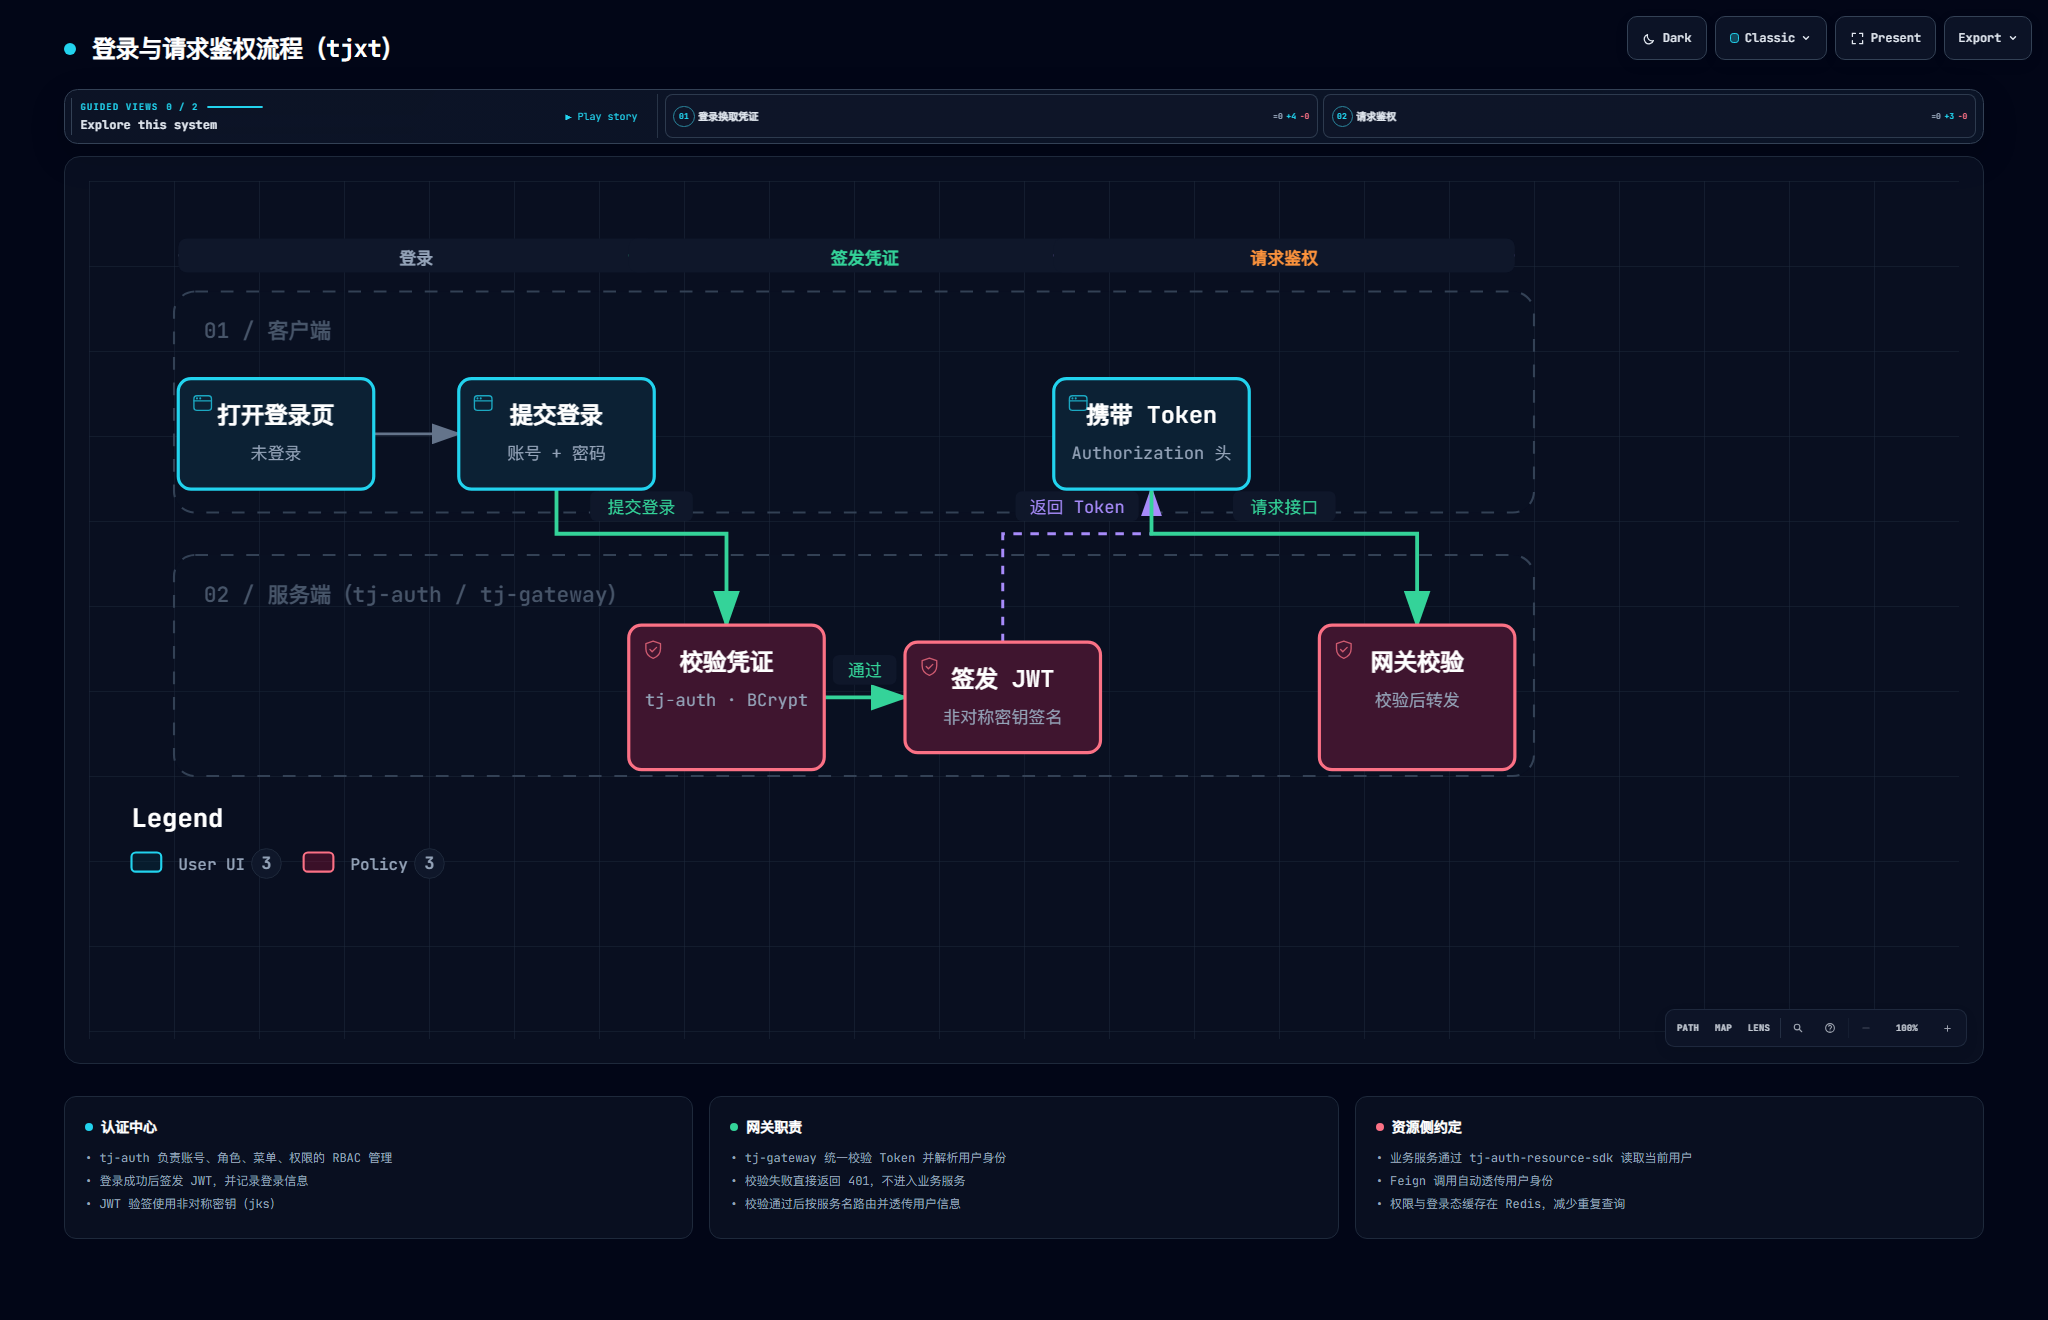 登录与请求鉴权流程（tjxt）
Dark
Classic
Present
Export
GUIDED VIEWS 0 / 2
Explore this system
▶ Play story
01 登录换取凭证
=0 +4 -0
02 请求鉴权
=0 +3 -0
登录
签发凭证
请求鉴权
01 / 客户端
打开登录页
未登录
提交登录
账号 + 密码
携带 Token
Authorization 头
提交登录
返回 Token
请求接口
02 / 服务端（tj-auth / tj-gateway）
校验凭证
tj-auth · BCrypt
通过
签发 JWT
非对称密钥签名
网关校验
校验后转发
Legend
User UI 3
Policy 3
PATH
MAP
LENS
100%
认证中心
• tj-auth 负责账号、角色、菜单、权限的 RBAC 管理
• 登录成功后签发 JWT，并记录登录信息
• JWT 验签使用非对称密钥（jks）
网关职责
• tj-gateway 统一校验 Token 并解析用户身份
• 校验失败直接返回 401，不进入业务服务
• 校验通过后按服务名路由并透传用户信息
资源侧约定
• 业务服务通过 tj-auth-resource-sdk 读取当前用户
• Feign 调用自动透传用户身份
• 权限与登录态缓存在 Redis，减少重复查询